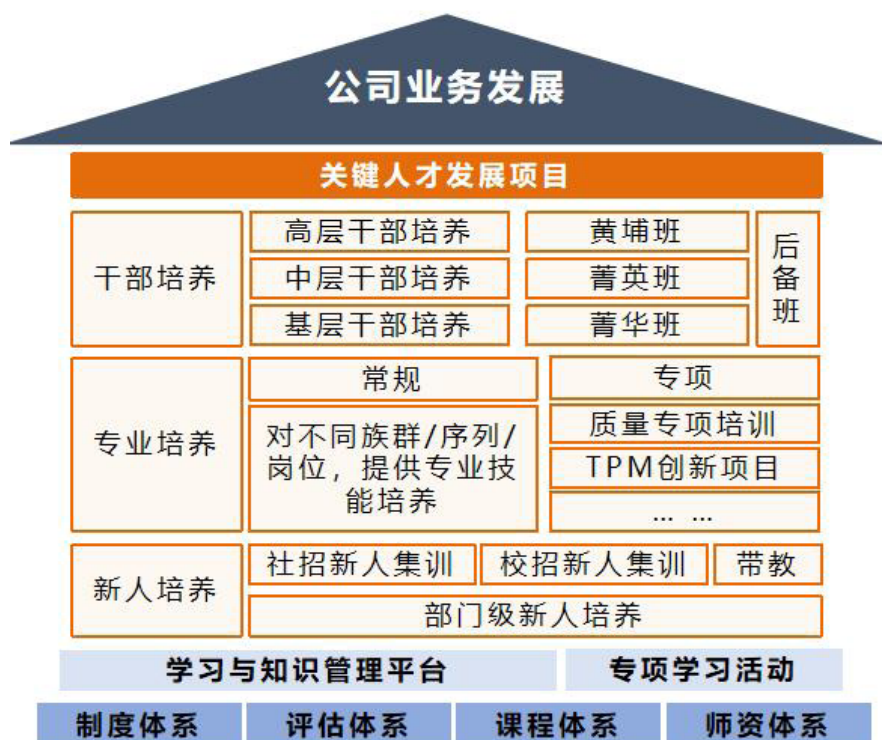 公司业务发展
关键人才发展项目
干部培养
高层干部培养
黄埔班
中层干部培养
菁英班
基层干部培养
菁华班
后备班
专业培养
常规
专项
对不同族群/序列/
岗位，提供专业技
能培养
质量专项培训
TPM创新项目
... ...
新人培养
社招新人集训
校招新人集训
带教
部门级新人培养
学习与知识管理平台
专项学习活动
制度体系
评估体系
课程体系
师资体系